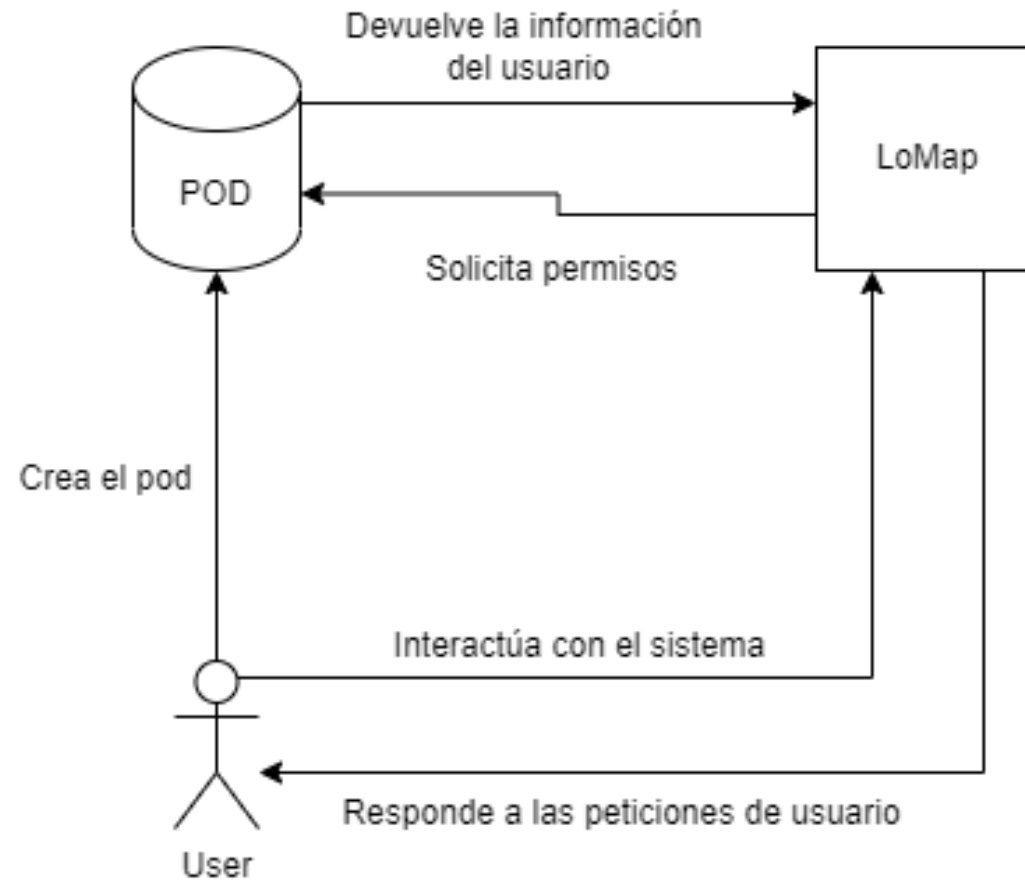 Devuelve la información
del usuario
LoMap
POD
Solicita permisos
Crea el pod
Interactúa con el sistema
Responde a las peticiones de usuario
User